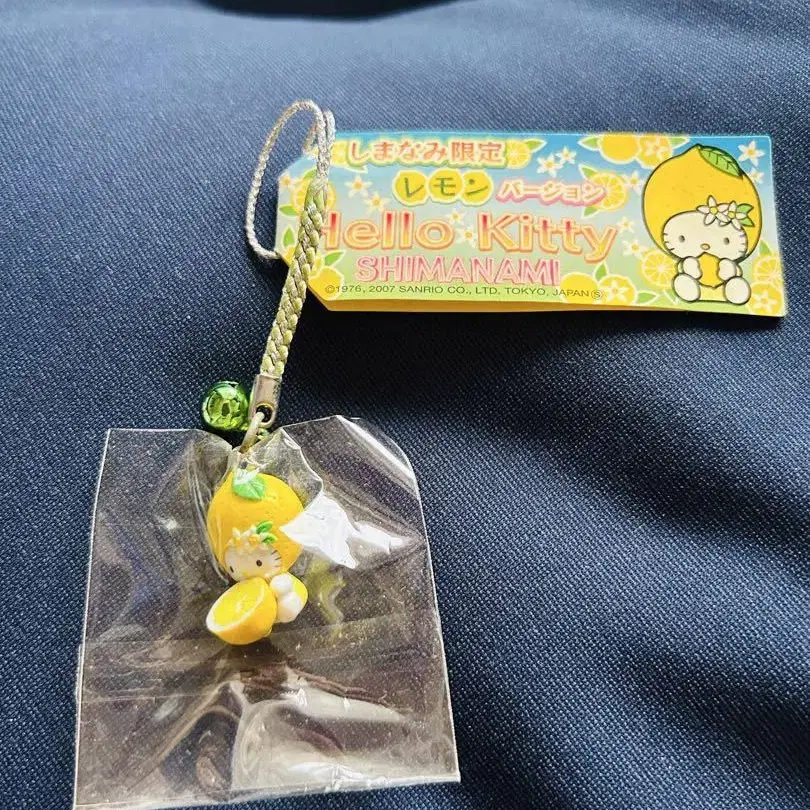 しまなみ限定
レモン バージョン
Hello Kitty
SHIMANAMI
©1976, 2007 SANRIO CO., LTD. TOKYO, JAPAN Ⓢ